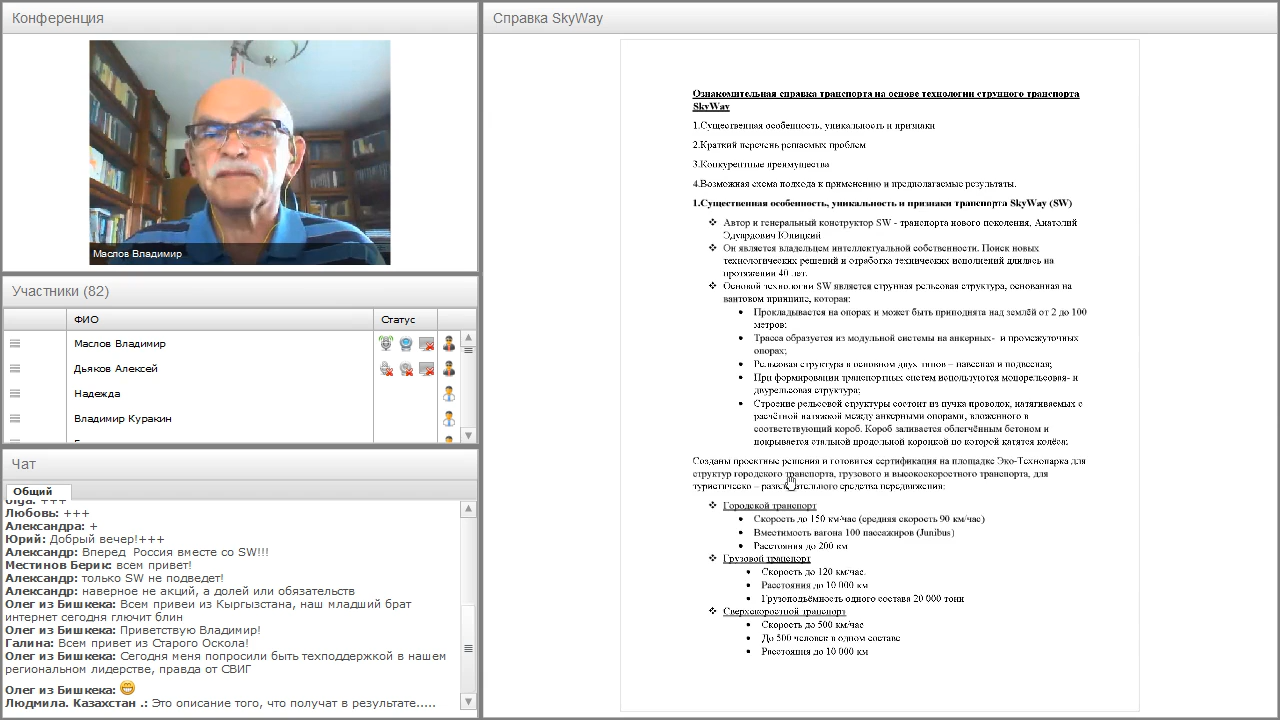 Конференция
Маслов Владимир
Участники (82)
ФИО
Статус
Маслов Владимир
Дьяков Алексей
Надежда
Владимир Куракин
Чат
Общий
olga: +++
Любовь: +++
Александра: +
Юрий: Добрый вечер!+++
Александр: Вперед Россия вместе со SW!!!
Местинов Берик: всем привет!
Александр: только SW не подведет!
Александр: наверное не акций, а долей или обязательств
Олег из Бишкека: Всем привеи из Кыргызстана, наш младший брат
интернет сегодня глючит блин
Олег из Бишкека: Приветствую Владимир!
Галина: Всем привет из Старого Оскола!
Олег из Бишкека: Сегодня меня попросили быть техподдержкой в нашем
региональном лидерстве, правда от СВИГ
Олег из Бишкека:
Людмила. Казахстан .: Это описание того, что получат в результате.....
Справка SkyWay
Ознакомительная справка транспорта на основе технологии струнного транспорта
SkyWay
1.Существенная особенность, уникальность и признаки
2.Краткий перечень решаемых проблем
3.Конкурентные преимущества
4.Возможная схема подхода к применению и предполагаемые результаты.
1.Существенная особенность, уникальность и признаки транспорта SkyWay (SW)
Автор и генеральный конструктор SW - транспорта нового поколения, Анатолий
Эдуардович Юницкий
Он является владельцем интеллектуальной собственности. Поиск новых
технологических решений и отработка технических исполнений длилась на
протяжении 40 лет.
Основой технологии SW является струнная рельсовая структура, основанная на
вантовом принципе, которая:
Прокладывается на опорах и может быть приподнята над землёй от 2 до 100
метров;
Трасса образуется из модульной системы на анкерных- и промежуточных
опорах;
Рельсовая структура в основном двух типов – навесная и подвесная;
При формировании транспортных систем используются монорельсовая- и
двурельсовая структура;
Строение рельсовой структуры состоит из пучка проволок, натягиваемых с
расчётной натяжкой между анкерными опорами, вложенного в
соответствующий короб. Короб заливается облегчённым бетоном и
покрывается стальной продольной коронкой по которой катятся колёса;
Созданы проектные решения и готовится сертификация на площадке Эко-Технопарка для
структур городского транспорта, грузового и высокоскоростного транспорта, для
туристическо – развлекательного средства передвижения:
Городской транспорт
Скорость до 150 км/час (средняя скорость 90 км/час)
Вместимость вагона 100 пассажиров (Junibus)
Расстояния до 200 км
Грузовой транспорт
Скорость до 120 км/час.
Расстояния до 10 000 км
Грузоподъёмность одного состава 20 000 тонн
Сверхскоростной транспорт
Скорость до 500 км/час
До 500 человек в одном составе
Расстояния до 10 000 км